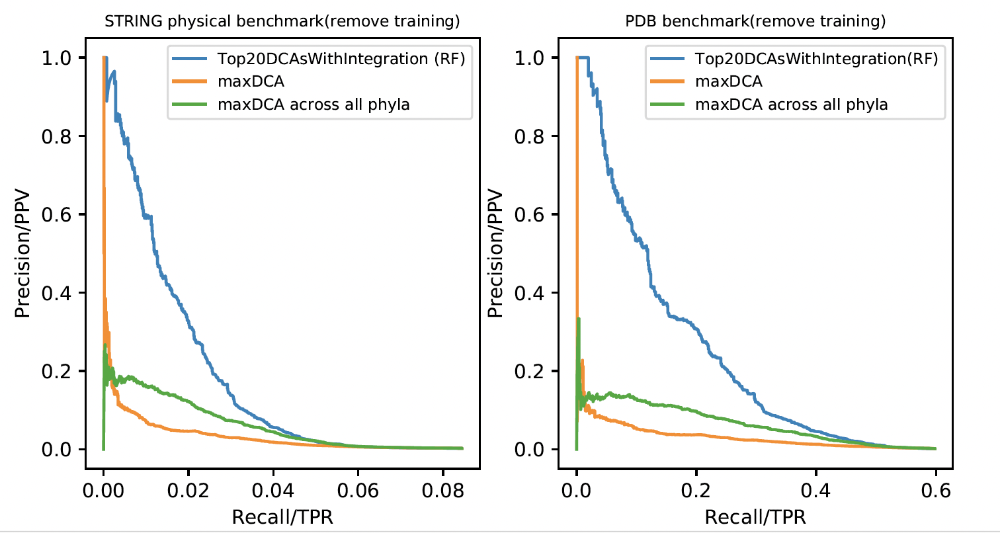 STRING physical benchmark(remove training)
Top20DCAsWithIntegration (RF)
maxDCA
maxDCA across all phyla
1.0
0.8
0.6
0.4
0.2
0.0
Precision/PPV
0.00 0.02 0.04 0.06 0.08
Recall/TPR
PDB benchmark(remove training)
Top20DCAsWithIntegration(RF)
maxDCA
maxDCA across all phyla
1.0
0.8
0.6
0.4
0.2
0.0
Precision/PPV
0.0 0.2 0.4 0.6
Recall/TPR